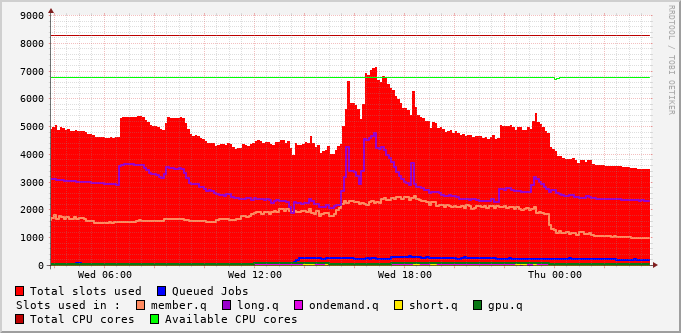 9000
8000
7000
6000
5000
4000
3000
2000
1000
0
Wed 06:00 Wed 12:00 Wed 18:00 Thu 00:00
RRDTOOL / TOBI OETIKER
Total slots used Queued Jobs
Slots used in : member.q long.q ondemand.q short.q gpu.q
Total CPU cores Available CPU cores